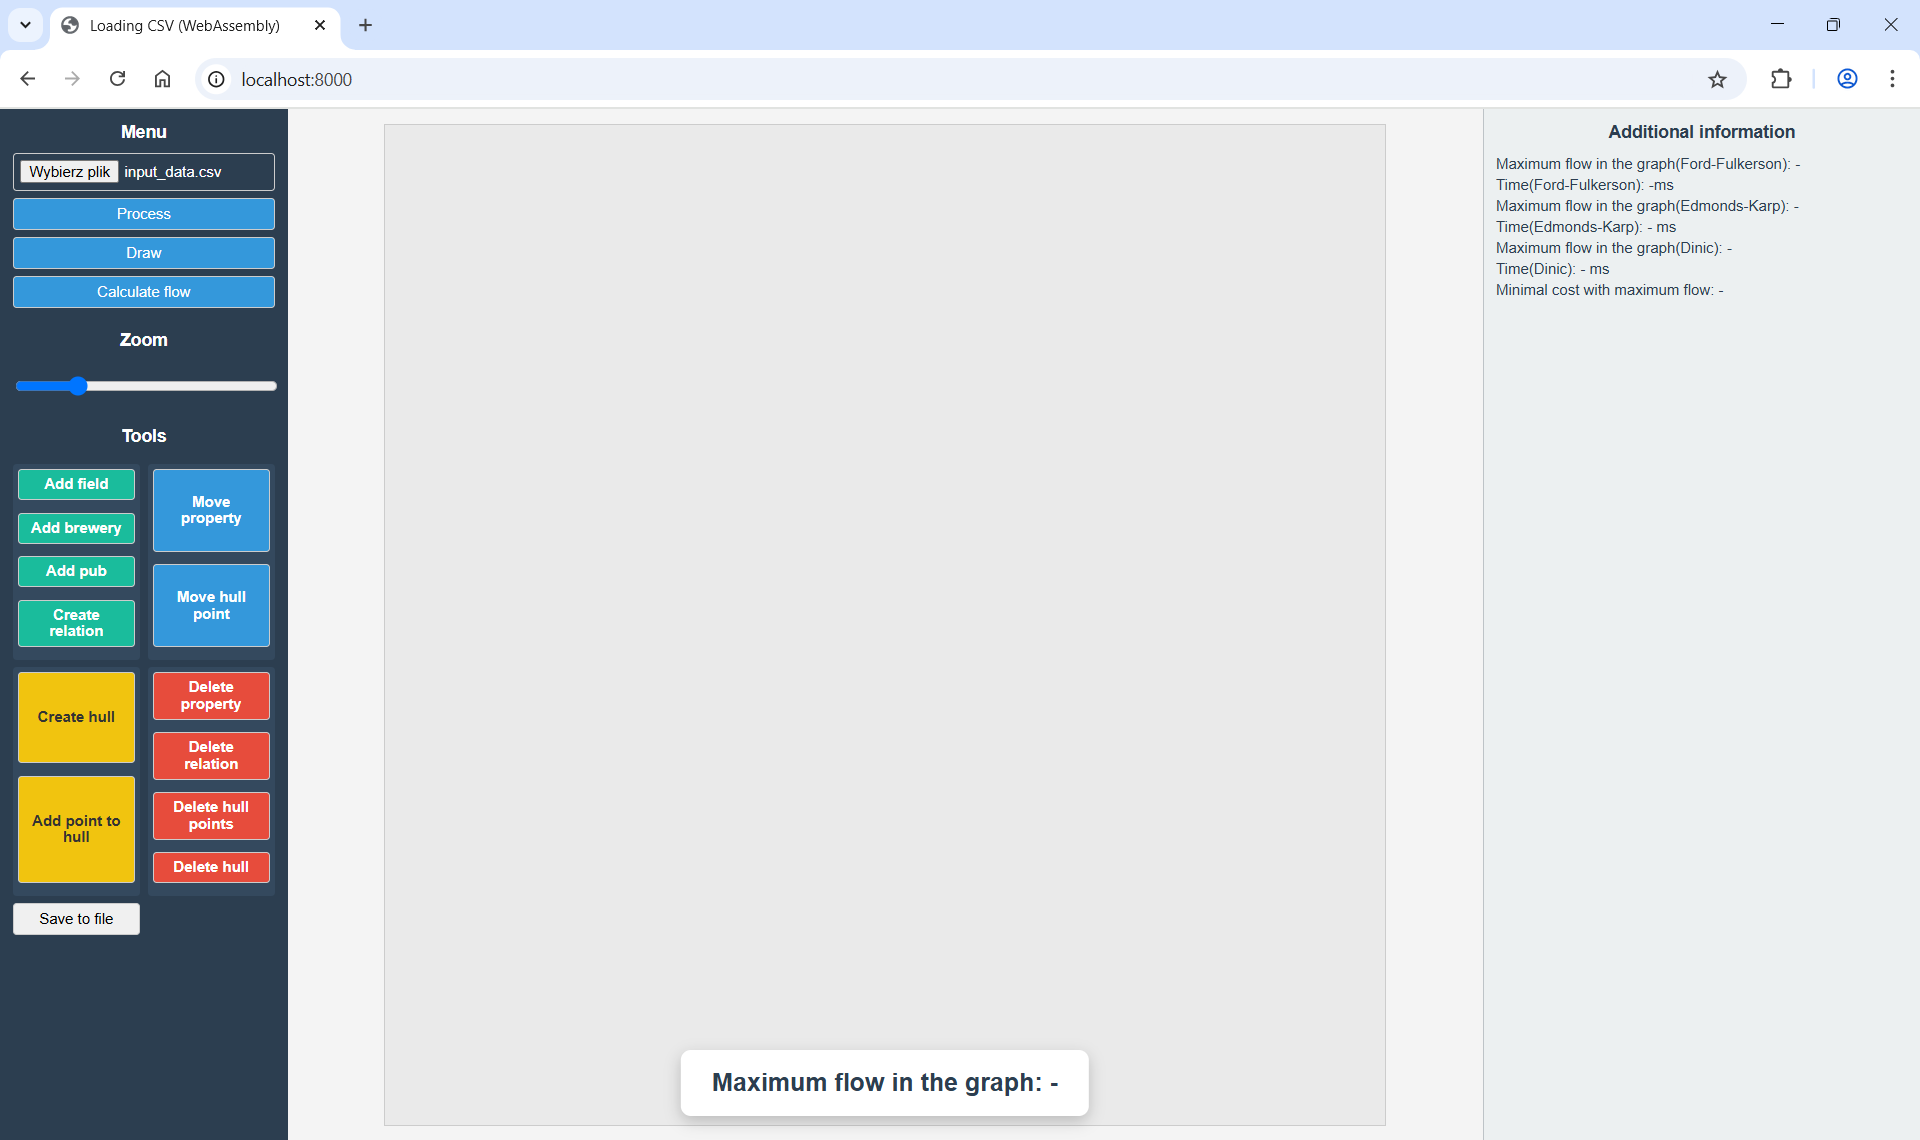 Loading CSV (WebAssembly)
localhost:8000
Menu
Wybierz plik input_data.csv
Process
Draw
Calculate flow
Zoom
Tools
Add field
Add brewery
Add pub
Create
relation
Move
property
Move hull
point
Create hull
Add point to
hull
Delete
property
Delete
relation
Delete hull
points
Delete hull
Save to file
Maximum flow in the graph: -
Additional information
Maximum flow in the graph(Ford-Fulkerson): -
Time(Ford-Fulkerson): -ms
Maximum flow in the graph(Edmonds-Karp): -
Time(Edmonds-Karp): - ms
Maximum flow in the graph(Dinic): -
Time(Dinic): - ms
Minimal cost with maximum flow: -